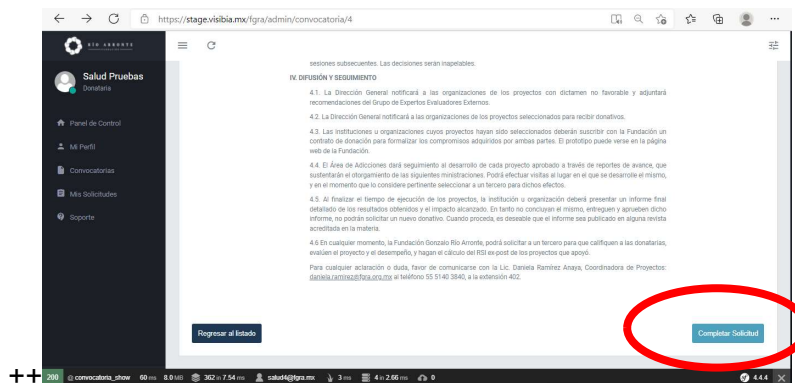 https://stage.visibia.mx/fgra/admin/convocatoria/4
RÍO ARRONTE
Salud Pruebas
Donataria
Panel de Control
Mi Perfil
Convocatorias
Mis Solicitudes
Soporte
sesiones subsecuentes. Las decisiones serán inapelables.
IV. DIFUSIÓN Y SEGUIMIENTO
4.1. La Dirección General notificará a las organizaciones de los proyectos con dictamen no favorable y adjuntará
recomendaciones del Grupo de Expertos Evaluadores Externos.
4.2. La Dirección General notificará a las organizaciones de los proyectos seleccionados para recibir donativos.
4.3. Las instituciones u organizaciones cuyos proyectos hayan sido seleccionados deberán suscribir con la Fundación un
contrato de donación para formalizar los compromisos adquiridos por ambas partes. El prototipo puede verse en la página
web de la Fundación.
4.4. El Área de Adicciones dará seguimiento al desarrollo de cada proyecto aprobado a través de reportes de avance, que
sustentarán el otorgamiento de las siguientes ministraciones. Podrá efectuar visitas al lugar en el que se desarrolle el mismo,
y en el momento que lo considere pertinente seleccionar a un tercero para dichos efectos.
4.5. Al finalizar el tiempo de ejecución de los proyectos, la institución u organización deberá presentar un informe final
detallado de los resultados obtenidos y el impacto alcanzado. En tanto no concluyan el mismo, entreguen y aprueben dicho
informe, no podrán solicitar un nuevo donativo. Cuando proceda, es deseable que el informe sea publicado en alguna revista
acreditada en la materia.
4.6 En cualquier momento, la Fundación Gonzalo Río Arronte, podrá solicitar a un tercero para que califiquen a las donatarias,
evalúen el proyecto y el desempeño, y hagan el cálculo del RSI ex-post de los proyectos que apoyó.
Para cualquier aclaración o duda, favor de comunicarse con la Lic. Daniela Ramírez Anaya, Coordinadora de Proyectos:
daniela.ramirez@fgra.org.mx al teléfono 55 5140 3840, a la extensión 402.
Regresar al listado
Completar Solicitud
++ 200 @ convocatoria_show 60 ms 8.0 MB 362 in 7.54 ms salud4@fgra.mx 3 ms 4 in 2.66 ms 0 4.4.4